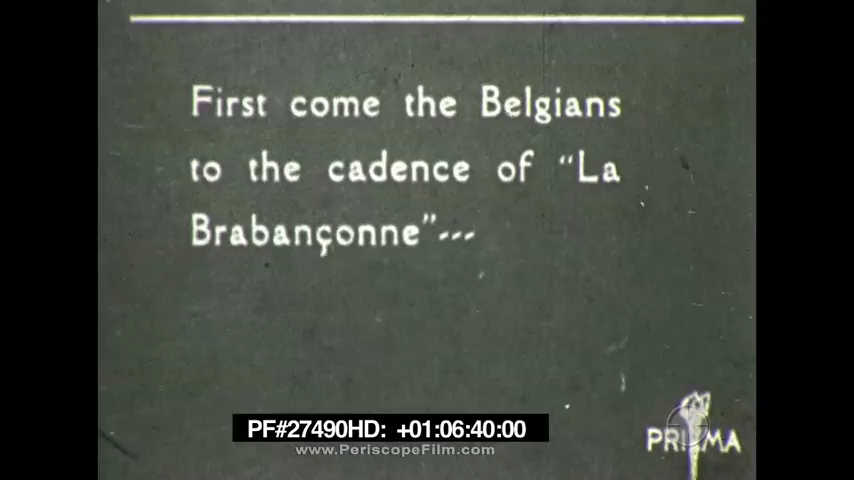 First come the Belgians
to the cadence of “La
Brabançonne”---
PRIZMA
PF#27490HD: +01:06:40:00
www.PeriscopeFilm.com